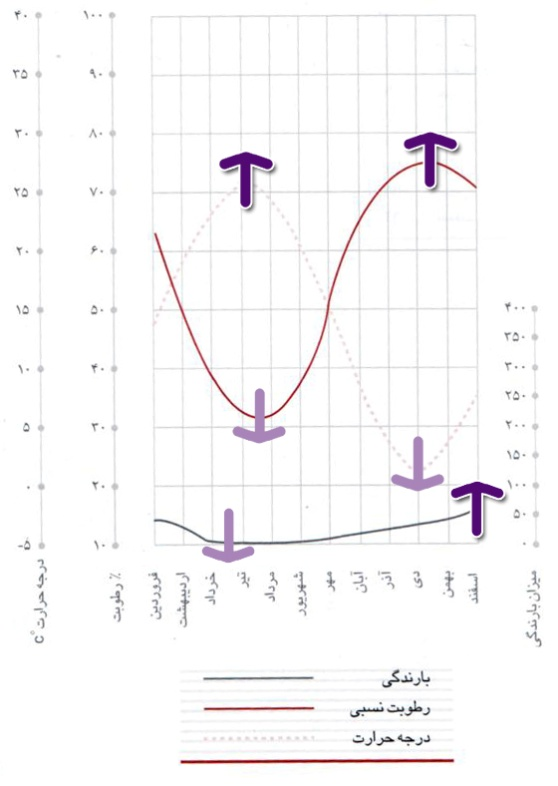 ۴۰
۳۵
۳۰
۲۵
۲۰
۱۵
۱۰
۵
۰
-۵
درجه حرارت C°
۱۰۰
۹۰
۸۰
۷۰
۶۰
۵۰
۴۰
۳۰
۲۰
۱۰
٪ رطوبت
فروردین
اردیبهشت
خرداد
تیر
مرداد
شهریور
مهر
آبان
آذر
دی
بهمن
اسفند
۴۰۰
۳۵۰
۳۰۰
۲۵۰
۲۰۰
۱۵۰
۱۰۰
۵۰
۰
میزان بارندگی
بارندگی
رطوبت نسبی
درجه حرارت